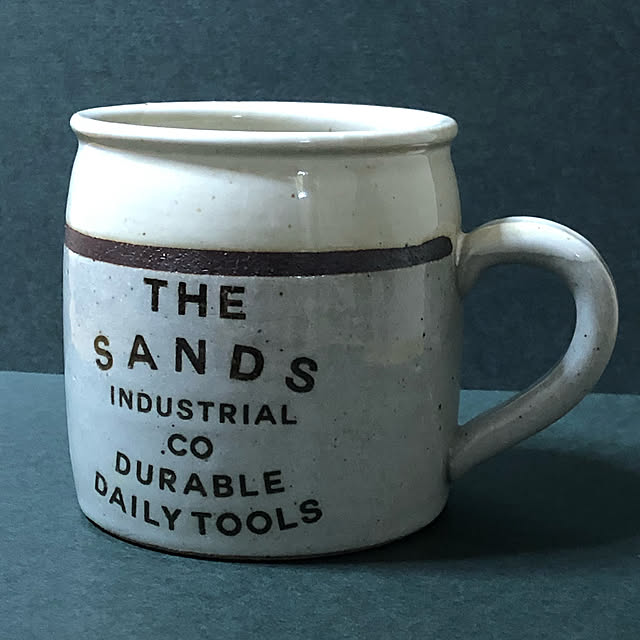 THE
SANDS
INDUSTRIAL
CO
DURABLE
DAILY TOOLS